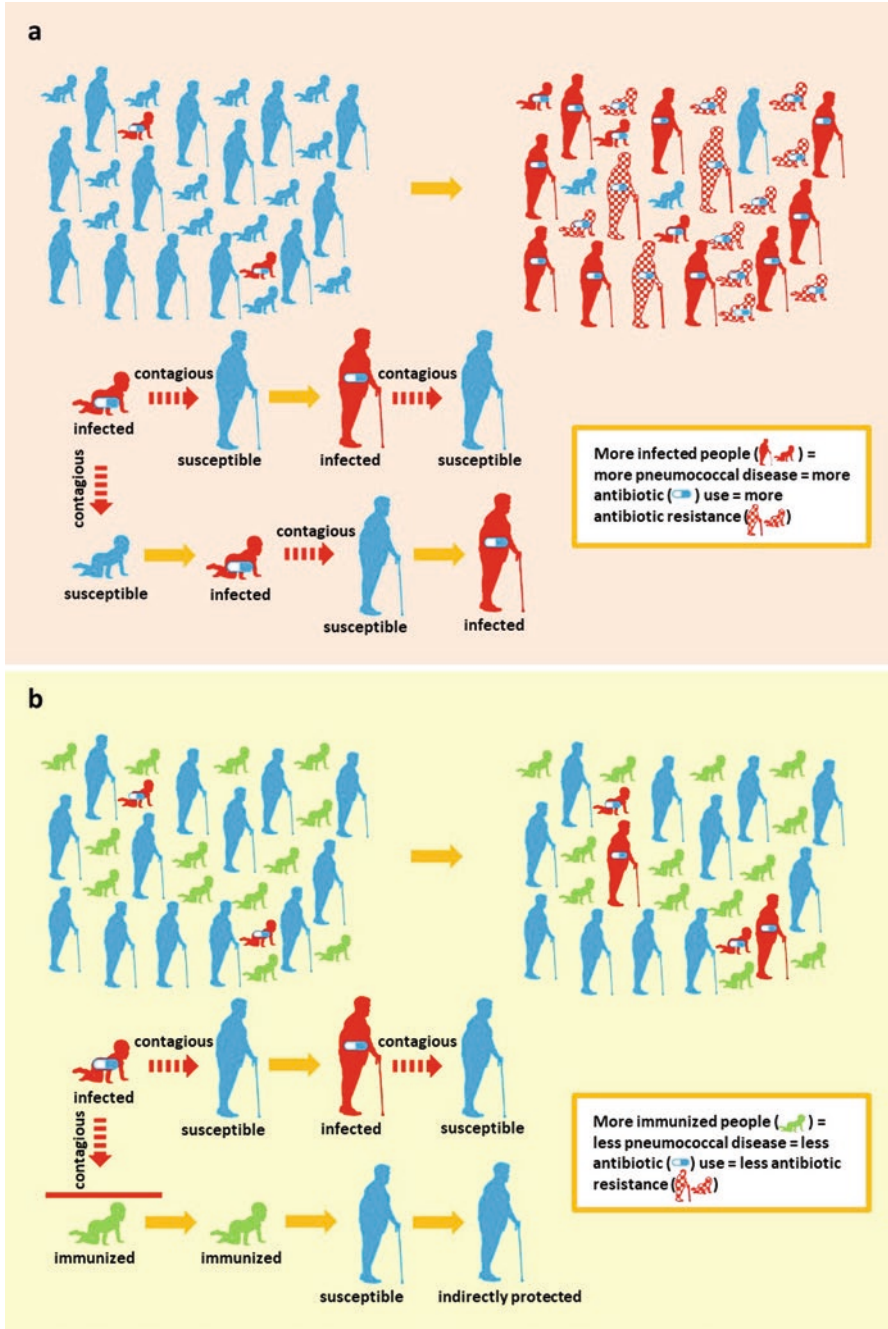 a
contagious
contagious
infected
susceptible
infected
susceptible
contagious
contagious
susceptible
infected
susceptible
infected
More infected people ( ) =
more pneumococcal disease = more
antibiotic ( ) use = more
antibiotic resistance ( )
b
contagious
contagious
infected
susceptible
infected
susceptible
contagious
immunized
immunized
susceptible
indirectly protected
More immunized people ( ) =
less pneumococcal disease = less
antibiotic ( ) use = less antibiotic
resistance ( )